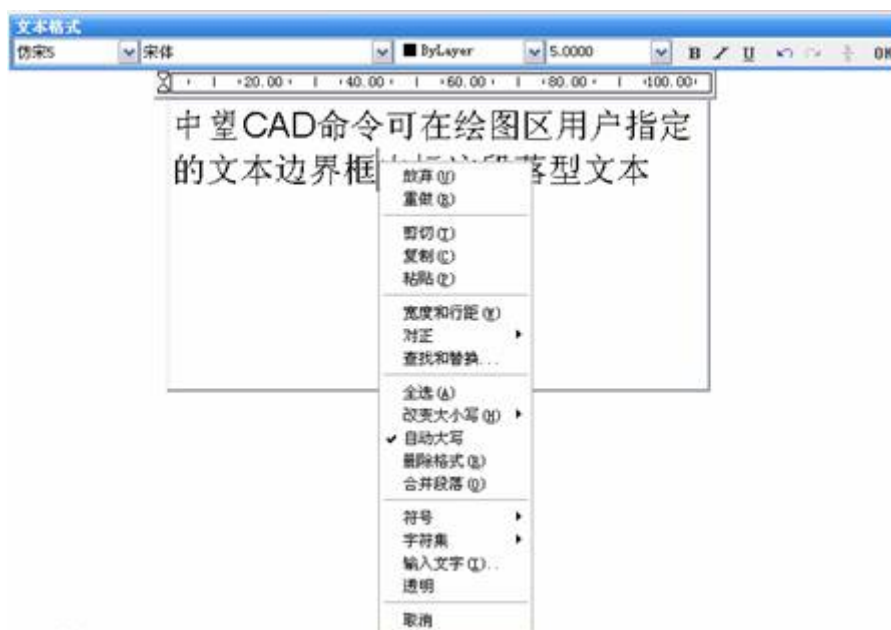 文本格式
仿宋S 宋体 ByLayer 5.0000 B I U OK
20.00 40.00 60.00 80.00 100.00
中望CAD命令可在绘图区用户指定
的文本边界框 落型文本
放弃(U)
重做(R)
剪切(T)
复制(C)
粘贴(P)
宽度和行距(Y)
对正
查找和替换...
全选(A)
改变大小写(H)
自动大写
删除格式(R)
合并段落(O)
符号
字符集
输入文字(I)..
透明
取消